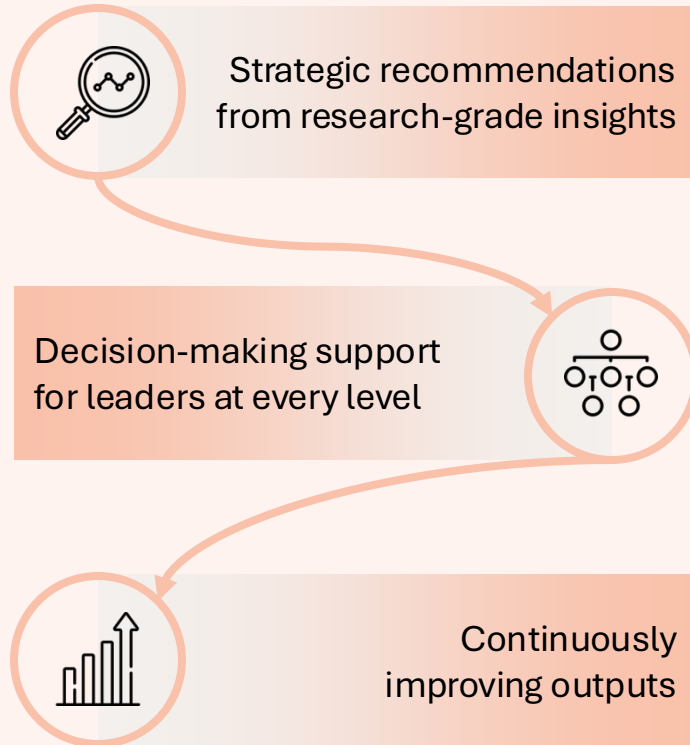 Strategic recommendations
from research-grade insights
Decision-making support
for leaders at every level
Continuously
improving outputs